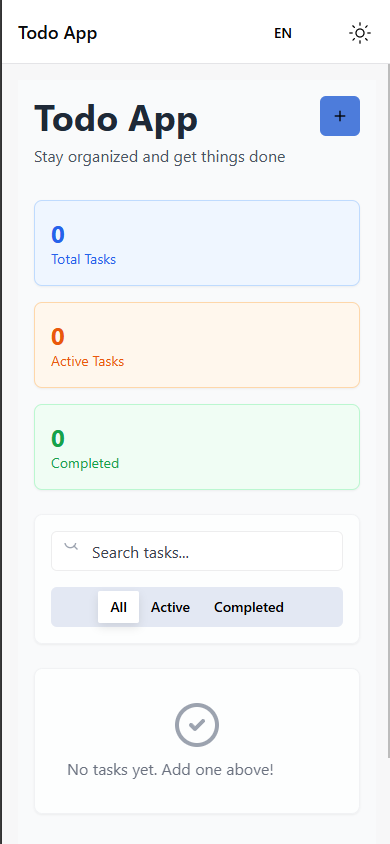 Todo App
EN
Todo App
+
Stay organized and get things done
0
Total Tasks
0
Active Tasks
0
Completed
Search tasks...
All Active Completed
No tasks yet. Add one above!